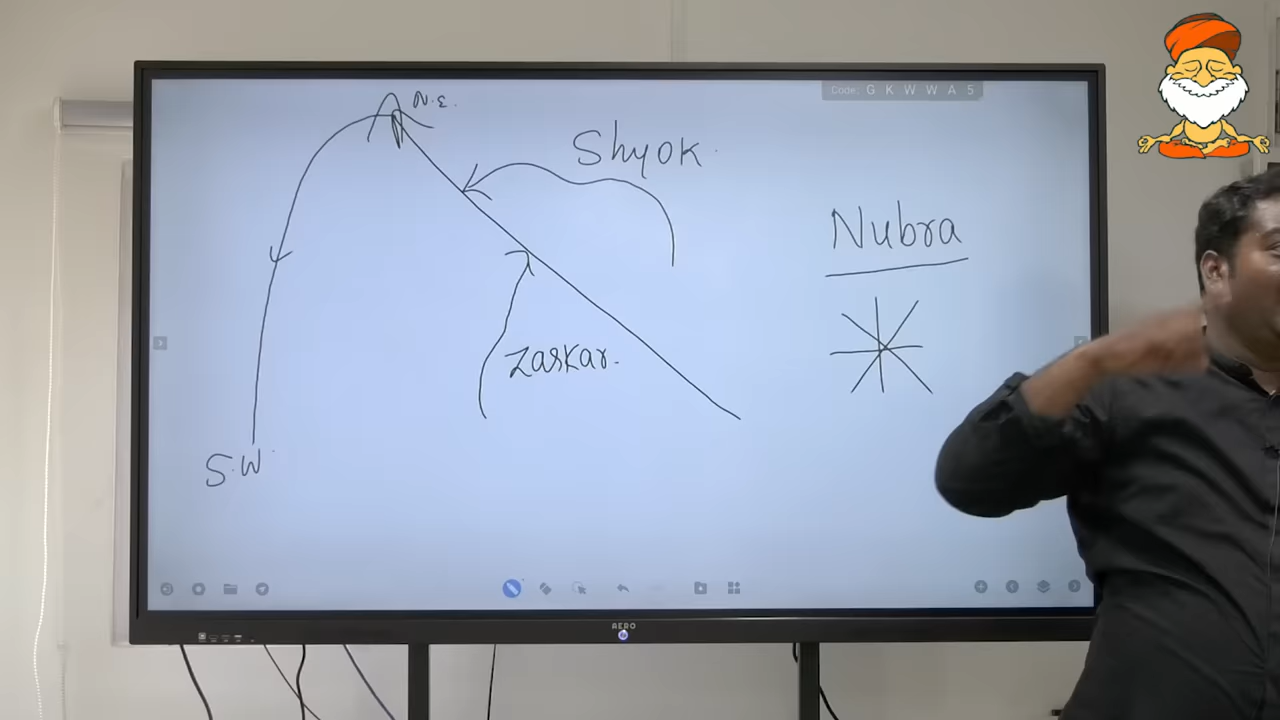 Code: G K W W A 5
N.E.
Shyok.
Nubra
Zaskar.
S.W.
AERO